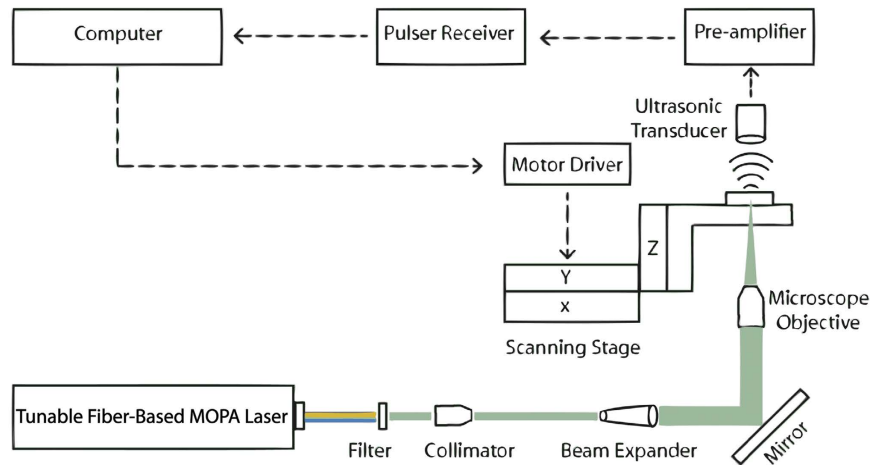 Computer
Pulser Receiver
Pre-amplifier
Ultrasonic
Transducer
Motor Driver
Z
Y
X
Scanning Stage
Microscope
Objective
Tunable Fiber-Based MOPA Laser
Filter
Collimator
Beam Expander
Mirror